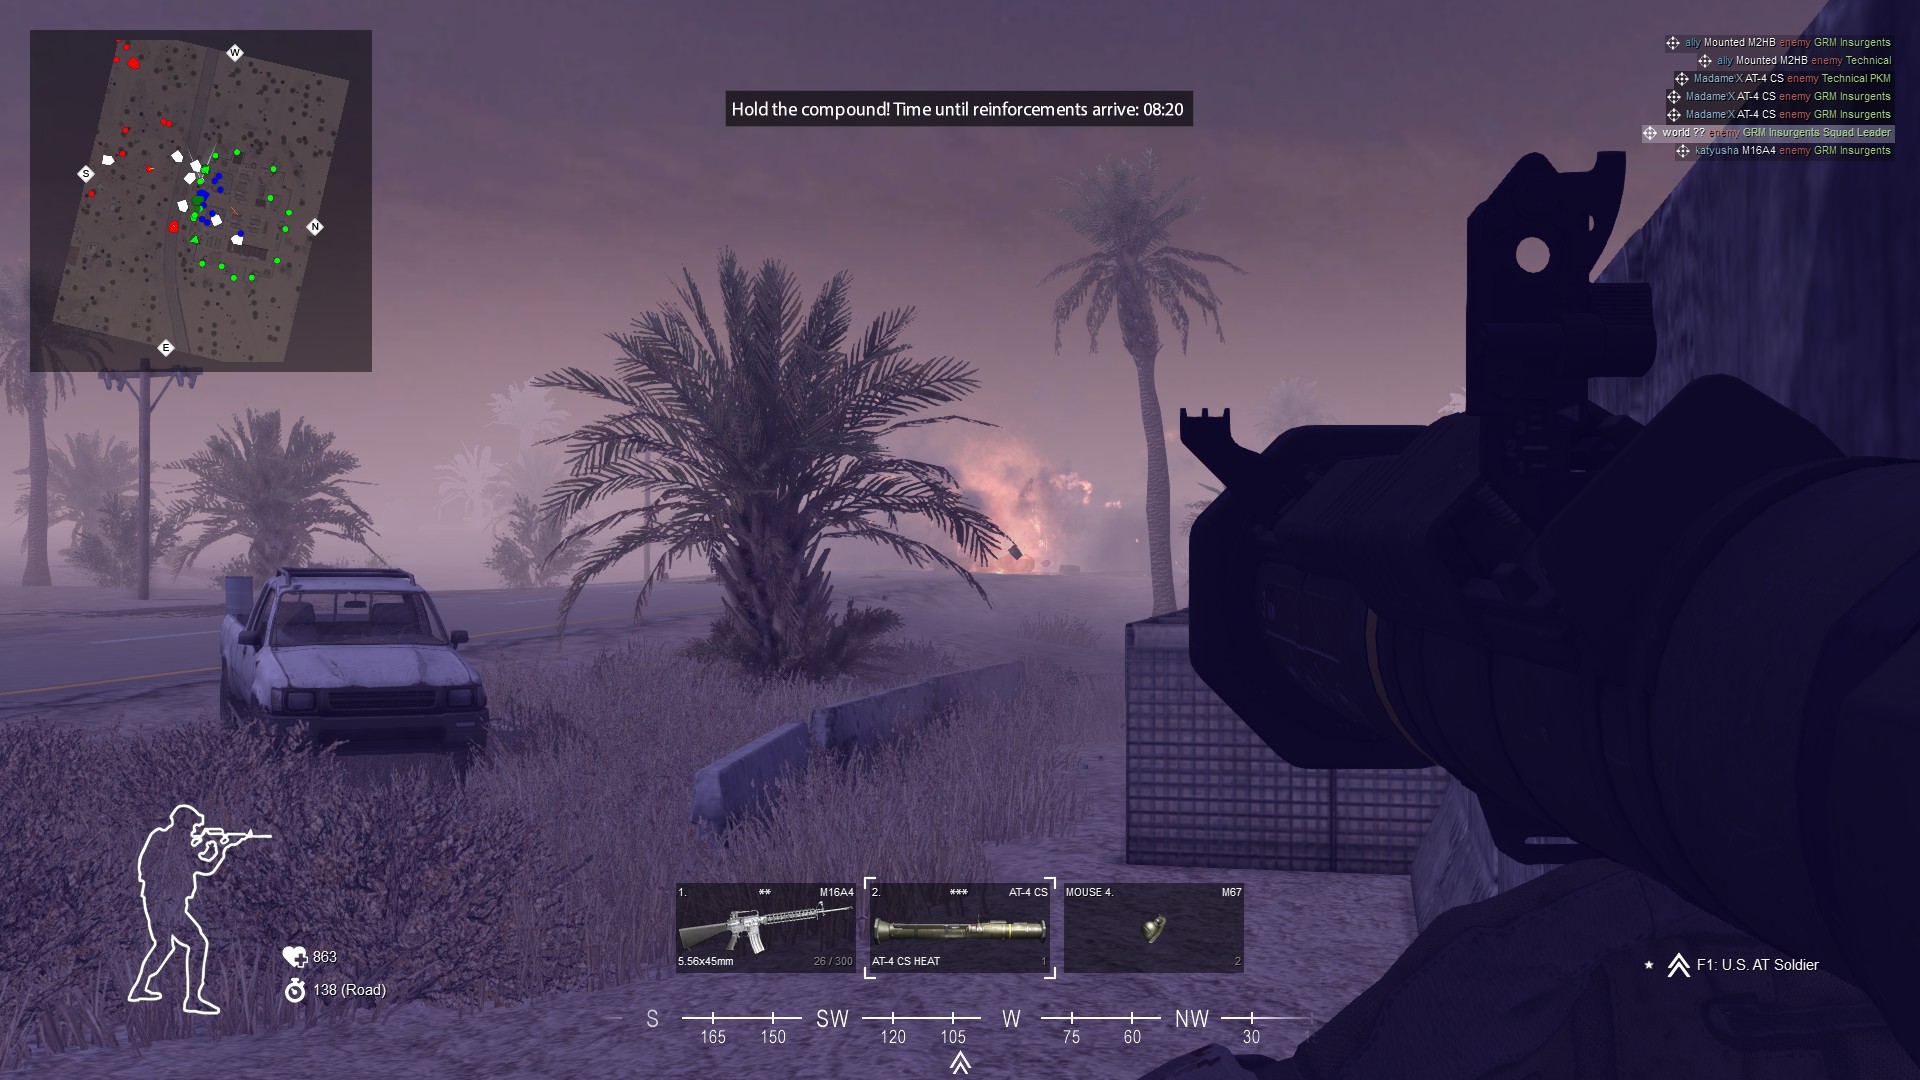 W
S
N
E
Hold the compound! Time until reinforcements arrive: 08:20
ally Mounted M2HB enemy GRM Insurgents
ally Mounted M2HB enemy Technical
Madame'X AT-4 CS enemy Technical PKM
Madame'X AT-4 CS enemy GRM Insurgents
Madame'X AT-4 CS enemy GRM Insurgents
world ?? enemy GRM Insurgents Squad Leader
katyusha M16A4 enemy GRM Insurgents
863
138 (Road)
1. ** M16A4
5.56x45mm 26 / 300
2. *** AT-4 CS
AT-4 CS HEAT 1
MOUSE 4. M67
2
F1: U.S. AT Soldier
S SW W NW
165 150 120 105 75 60 30